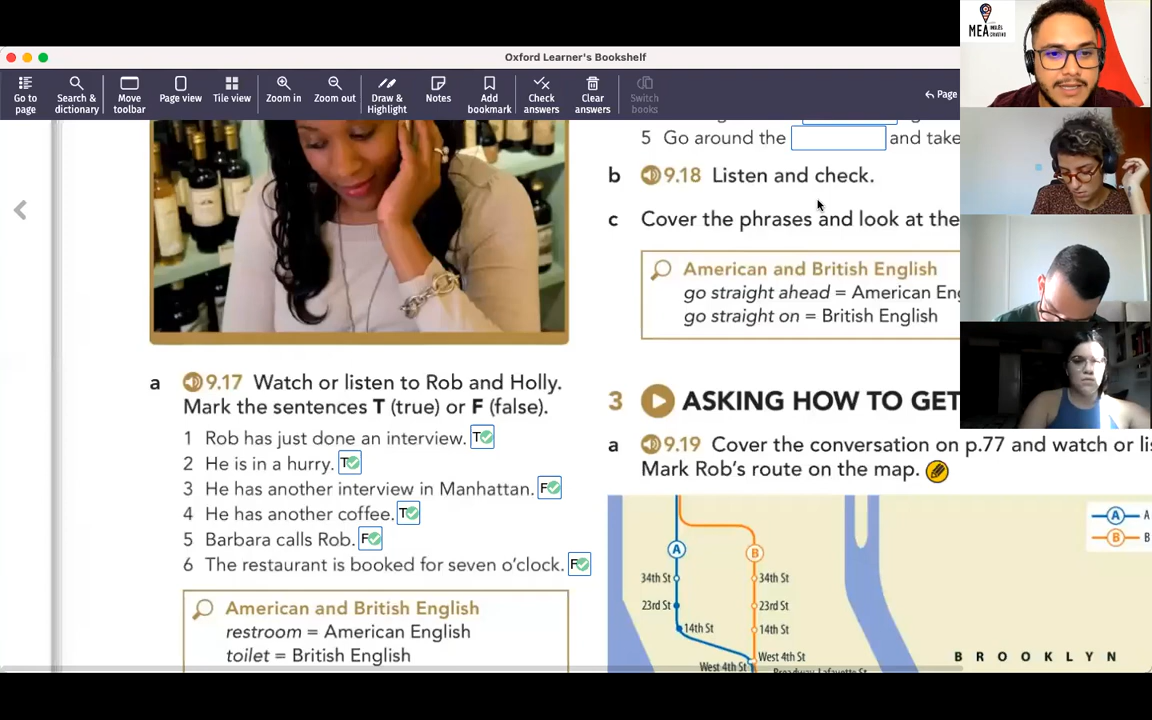 Oxford Learner's Bookshelf
MEA INGLÊS CRIATIVO
Go to page
Search & dictionary
Move toolbar
Page view
Tile view
Zoom in
Zoom out
Draw & Highlight
Notes
Add bookmark
Check answers
Clear answers
Switch books
Page
a 9.17 Watch or listen to Rob and Holly.
Mark the sentences T (true) or F (false).
1 Rob has just done an interview. T
2 He is in a hurry. T
3 He has another interview in Manhattan. F
4 He has another coffee. T
5 Barbara calls Rob. F
6 The restaurant is booked for seven o'clock. F
American and British English
restroom = American English
toilet = British English
5 Go around the and take
b 9.18 Listen and check.
c Cover the phrases and look at the
American and British English
go straight ahead = American Eng
go straight on = British English
3 ASKING HOW TO GET
a 9.19 Cover the conversation on p.77 and watch or lis
Mark Rob's route on the map.
A A
B B
A B
34th St 34th St
23rd St 23rd St
14th St 14th St
West 4th St
West 4th St
BROOKLYN